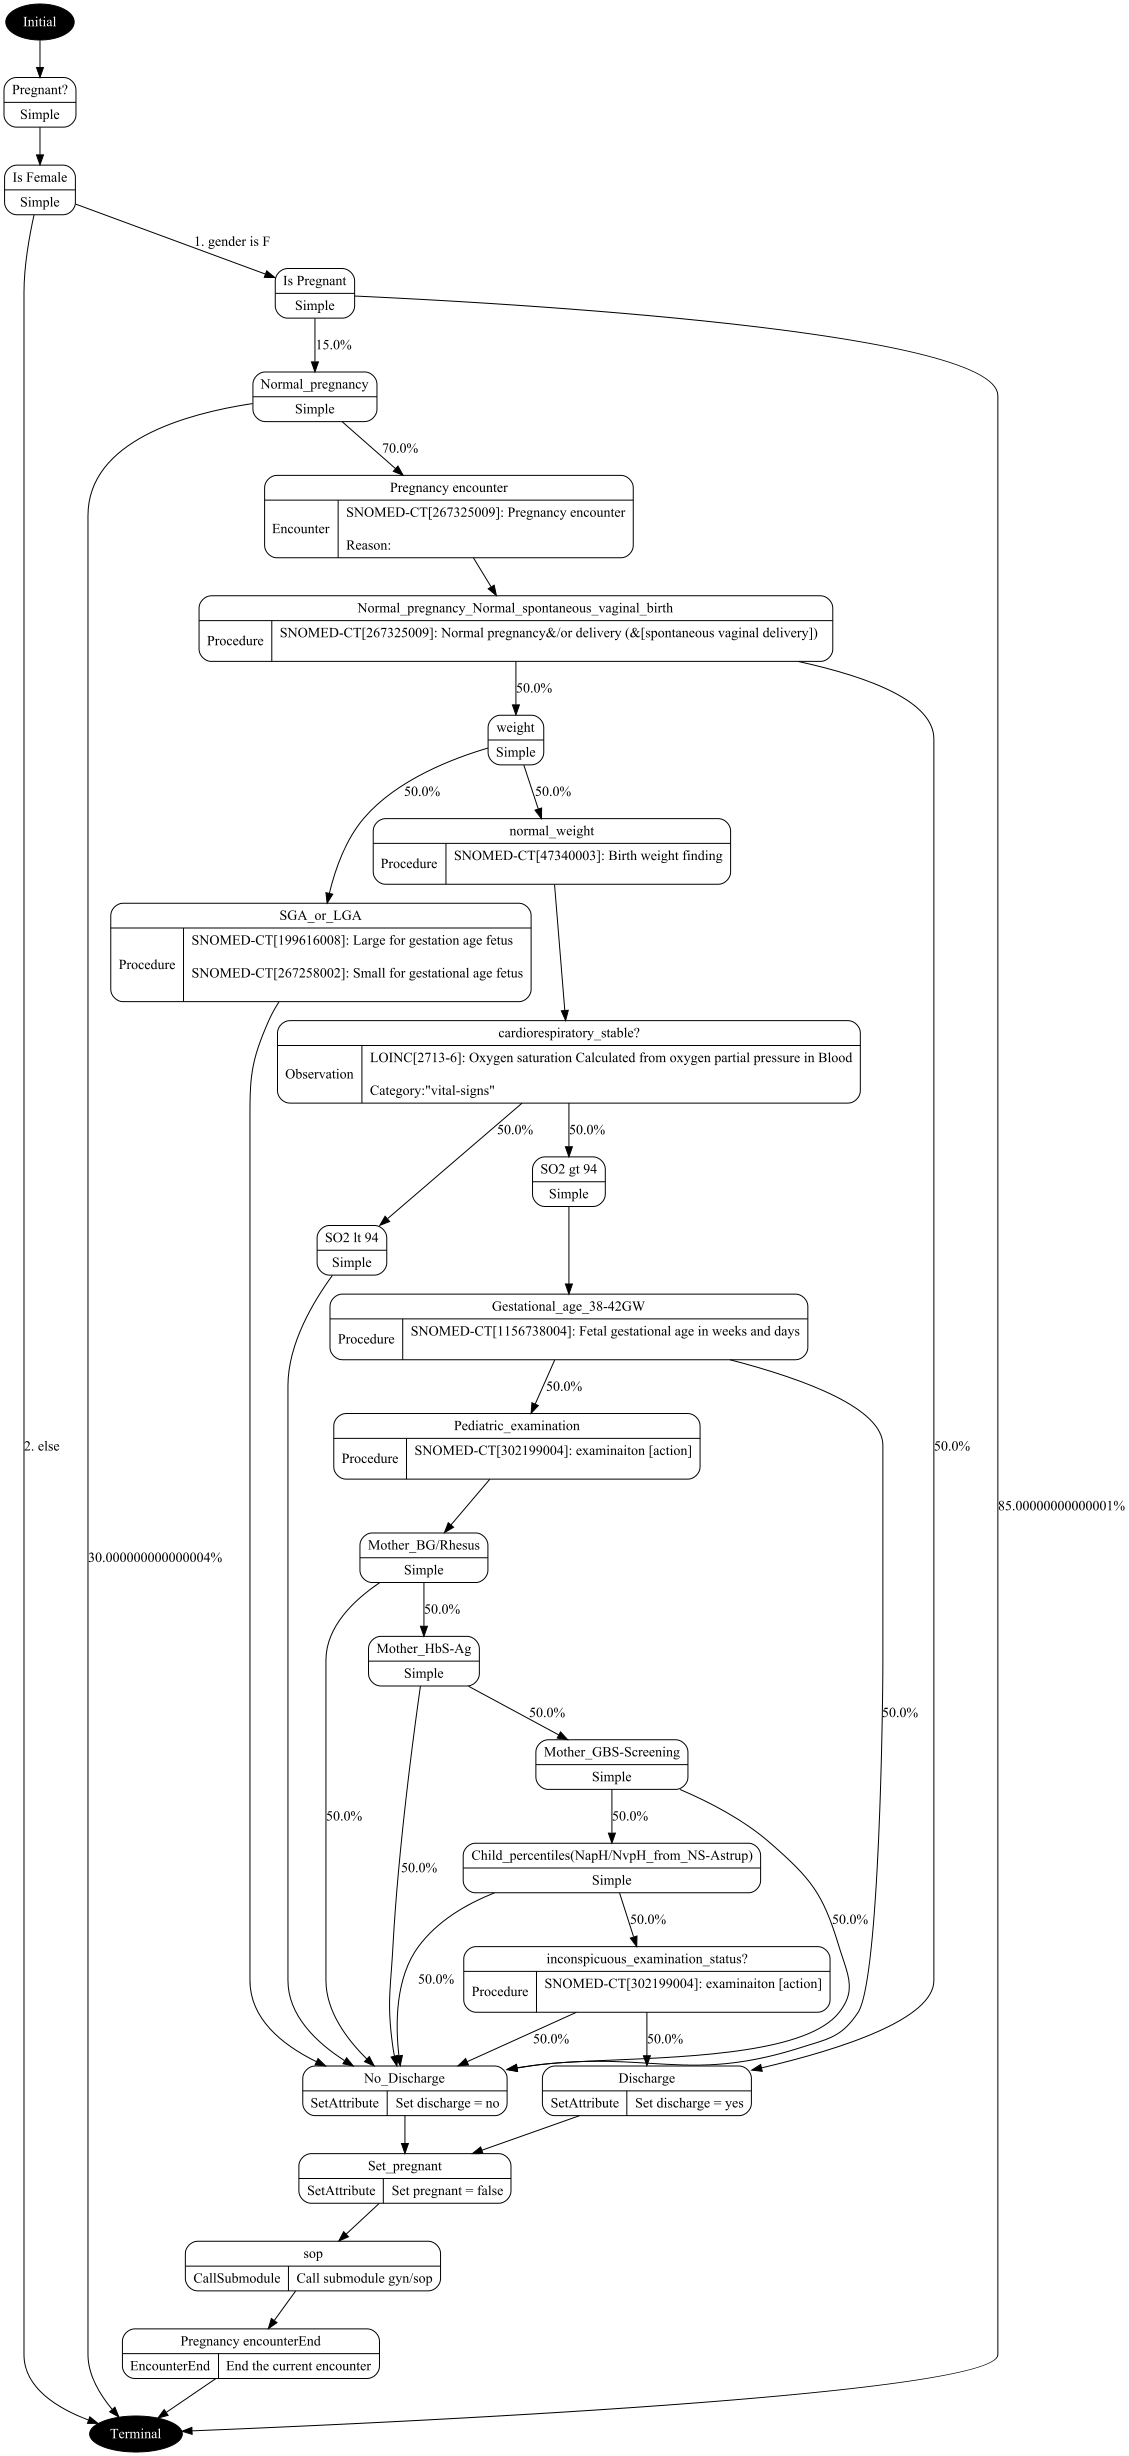 Initial
Pregnant?
Simple
Is Female
Simple
1. gender is F
Is Pregnant
Simple
15.0%
Normal_pregnancy
Simple
70.0%
Pregnancy encounter
Encounter
SNOMED-CT[267325009]: Pregnancy encounter
Reason:
Normal_pregnancy_Normal_spontaneous_vaginal_birth
Procedure
SNOMED-CT[267325009]: Normal pregnancy&/or delivery (&[spontaneous vaginal delivery])
50.0%
weight
Simple
50.0%
50.0%
normal_weight
Procedure
SNOMED-CT[47340003]: Birth weight finding
SGA_or_LGA
Procedure
SNOMED-CT[199616008]: Large for gestation age fetus
SNOMED-CT[267258002]: Small for gestational age fetus
cardiorespiratory_stable?
Observation
LOINC[2713-6]: Oxygen saturation Calculated from oxygen partial pressure in Blood
Category:"vital-signs"
50.0%
50.0%
SO2 gt 94
Simple
SO2 lt 94
Simple
Gestational_age_38-42GW
Procedure
SNOMED-CT[1156738004]: Fetal gestational age in weeks and days
50.0%
Pediatric_examination
Procedure
SNOMED-CT[302199004]: examinaiton [action]
2. else
50.0%
85.00000000000001%
30.000000000000004%
Mother_BG/Rhesus
Simple
50.0%
Mother_HbS-Ag
Simple
50.0%
50.0%
Mother_GBS-Screening
Simple
50.0%
50.0%
Child_percentiles(NapH/NvpH_from_NS-Astrup)
Simple
50.0%
50.0%
50.0%
50.0%
inconspicuous_examination_status?
Procedure
SNOMED-CT[302199004]: examinaiton [action]
50.0%
50.0%
No_Discharge
SetAttribute
Set discharge = no
Discharge
SetAttribute
Set discharge = yes
Set_pregnant
SetAttribute
Set pregnant = false
sop
CallSubmodule
Call submodule gyn/sop
Pregnancy encounterEnd
EncounterEnd
End the current encounter
Terminal